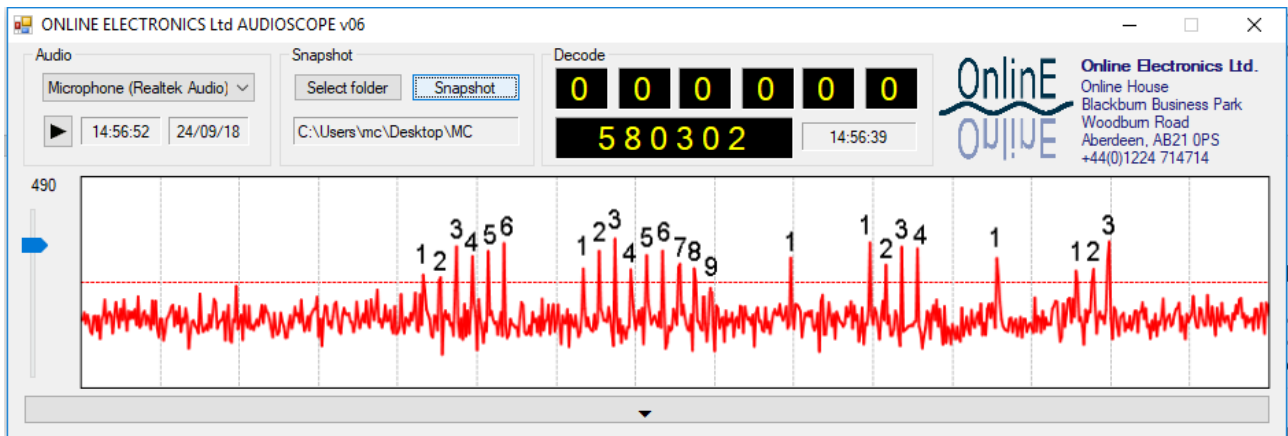 ONLINE ELECTRONICS Ltd AUDIOSCOPE v06
Audio
Microphone (Realtek Audio)
14:56:52 24/09/18
Snapshot
Select folder Snapshot
C:\Users\mc\Desktop\MC
Decode
0 0 0 0 0 0
580302 14:56:39
OnlinE
OnlinE
Online Electronics Ltd.
Online House
Blackburn Business Park
Woodburn Road
Aberdeen, AB21 0PS
+44(0)1224 714714
490
1 2 3 4 5 6 1 2 3 4 5 6 7 8 9 1 1 2 3 4 1 1 2 3